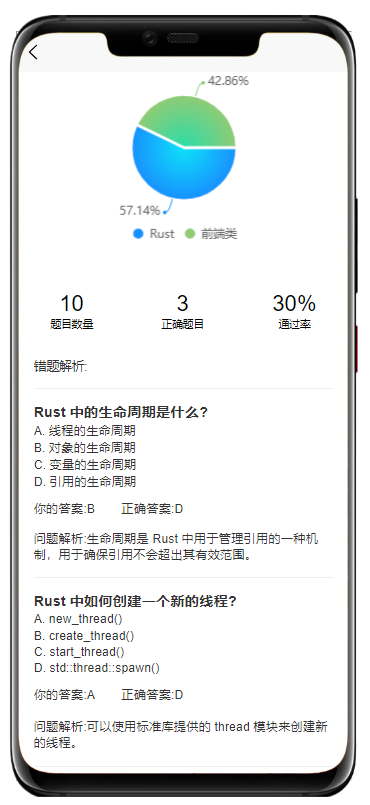 42.86%
57.14%
Rust 前端类
10 3 30%
题目数量 正确题目 通过率
错题解析:
Rust 中的生命周期是什么?
A. 线程的生命周期
B. 对象的生命周期
C. 变量的生命周期
D. 引用的生命周期
你的答案:B 正确答案:D
问题解析:生命周期是 Rust 中用于管理引用的一种机
制，用于确保引用不会超出其有效范围。
Rust 中如何创建一个新的线程?
A. new_thread()
B. create_thread()
C. start_thread()
D. std::thread::spawn()
你的答案:A 正确答案:D
问题解析:可以使用标准库提供的 thread 模块来创建新
的线程。